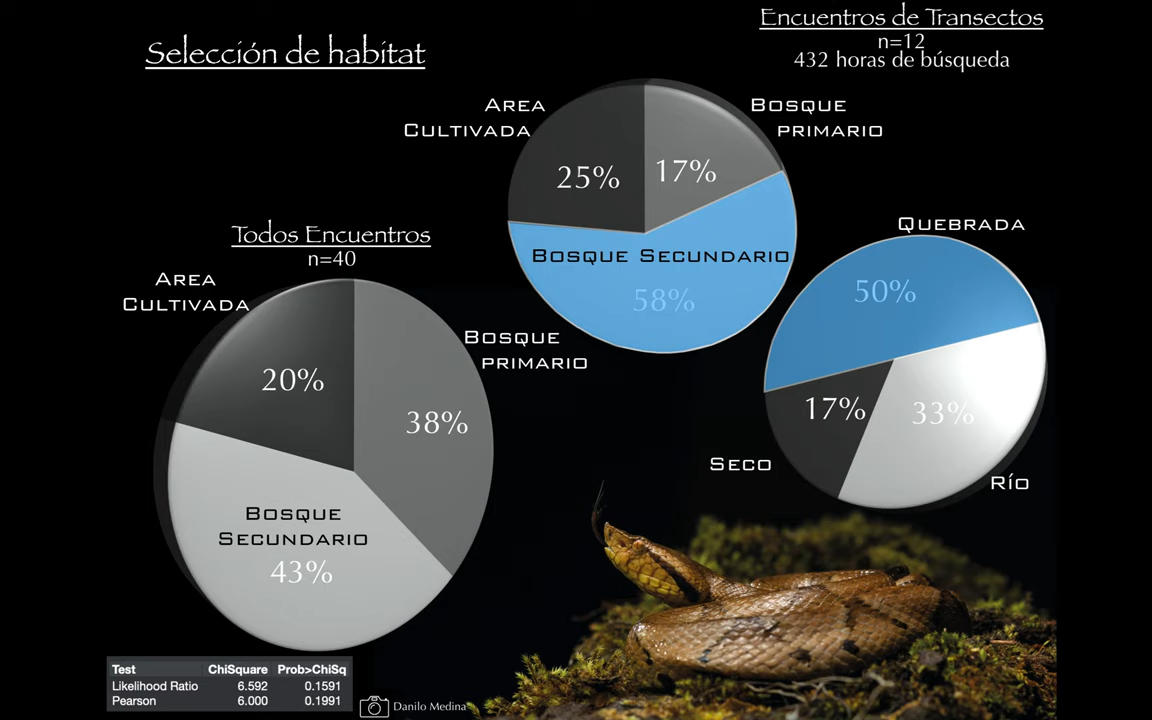 Selección de habitat
Encuentros de Transectos
n=12
432 horas de búsqueda
Area
Cultivada
Bosque
primario
25%
17%
Bosque Secundario
58%
Quebrada
50%
17%
33%
Seco
Río
Todos Encuentros
n=40
Area
Cultivada
Bosque
primario
20%
38%
Bosque
Secundario
43%
Test ChiSquare Prob>ChiSq
Likelihood Ratio 6.592 0.1591
Pearson 6.000 0.1991
Danilo Medina